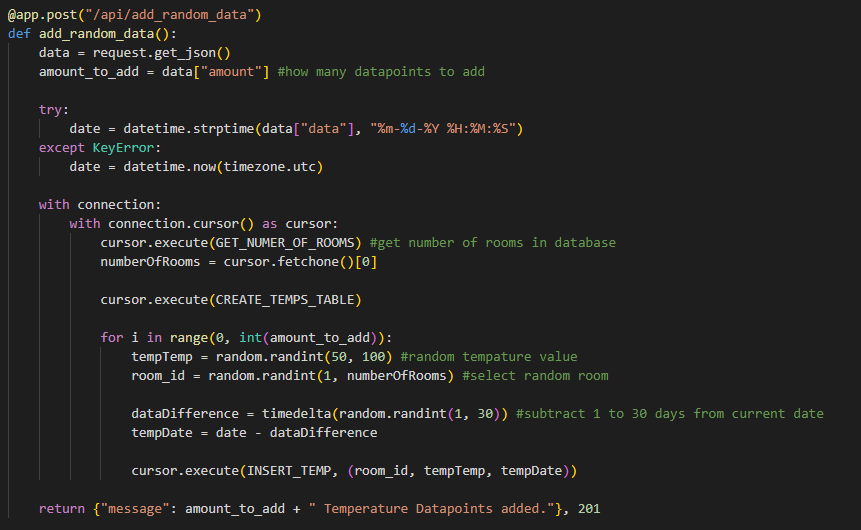 @app.post("/api/add_random_data")
def add_random_data():
    data = request.get_json()
    amount_to_add = data["amount"] #how many datapoints to add

    try:
        date = datetime.strptime(data["data"], "%m-%d-%Y %H:%M:%S")
    except KeyError:
        date = datetime.now(timezone.utc)

    with connection:
        with connection.cursor() as cursor:
            cursor.execute(GET_NUMER_OF_ROOMS) #get number of rooms in database
            numberOfRooms = cursor.fetchone()[0]

            cursor.execute(CREATE_TEMPS_TABLE)

            for i in range(0, int(amount_to_add)):
                tempTemp = random.randint(50, 100) #random tempature value
                room_id = random.randint(1, numberOfRooms) #select random room

                dataDifference = timedelta(random.randint(1, 30)) #subtract 1 to 30 days from current date
                tempDate = date - dataDifference

                cursor.execute(INSERT_TEMP, (room_id, tempTemp, tempDate))

    return {"message": amount_to_add + " Temperature Datapoints added."}, 201